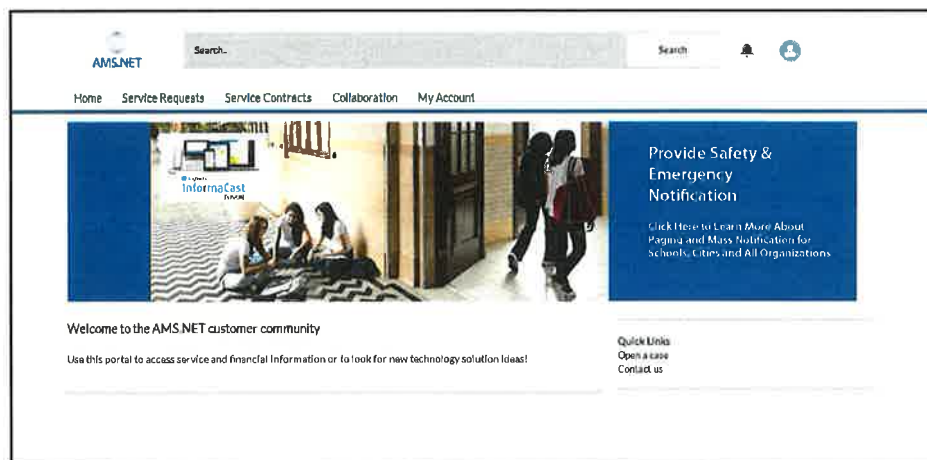 AMS.NET
Search..
Search
Home Service Requests Service Contracts Collaboration My Account
InformaCast
Provide Safety &
Emergency
Notification
Click Here to Learn More About
Paging and Mass Notification for
Schools, Cities and All Organizations
Welcome to the AMS.NET customer community
Use this portal to access service and financial information or to look for new technology solution ideas!
Quick Links
Open a case
Contact us